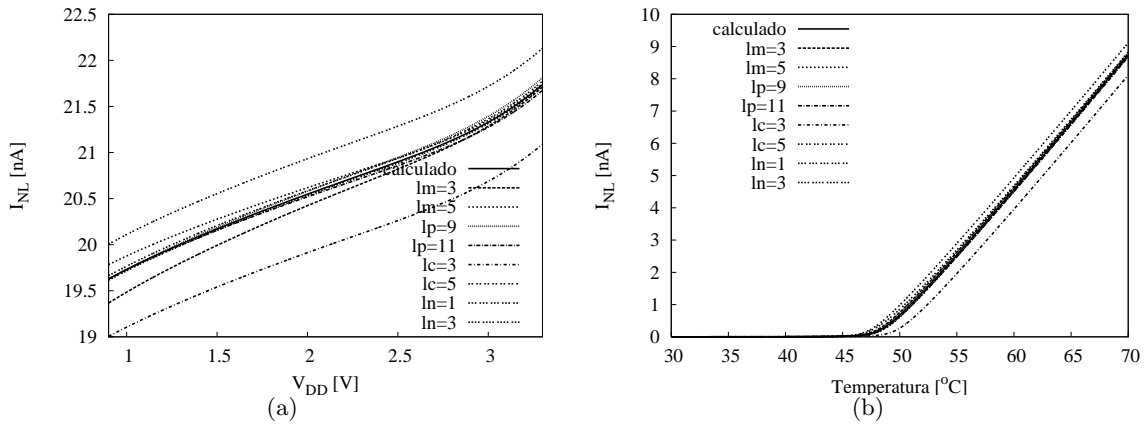 22.5
22
21.5
21
20.5
20
19.5
19
I_NL [nA]
calculado
lm=3
lm=5
lp=9
lp=11
lc=3
lc=5
ln=1
ln=3
1
1.5
2
2.5
3
V_DD [V]
(a)
10
9
8
7
6
5
4
3
2
1
0
I_NL [nA]
calculado
lm=3
lm=5
lp=9
lp=11
lc=3
lc=5
ln=1
ln=3
30
35
40
45
50
55
60
65
70
Temperatura [°C]
(b)